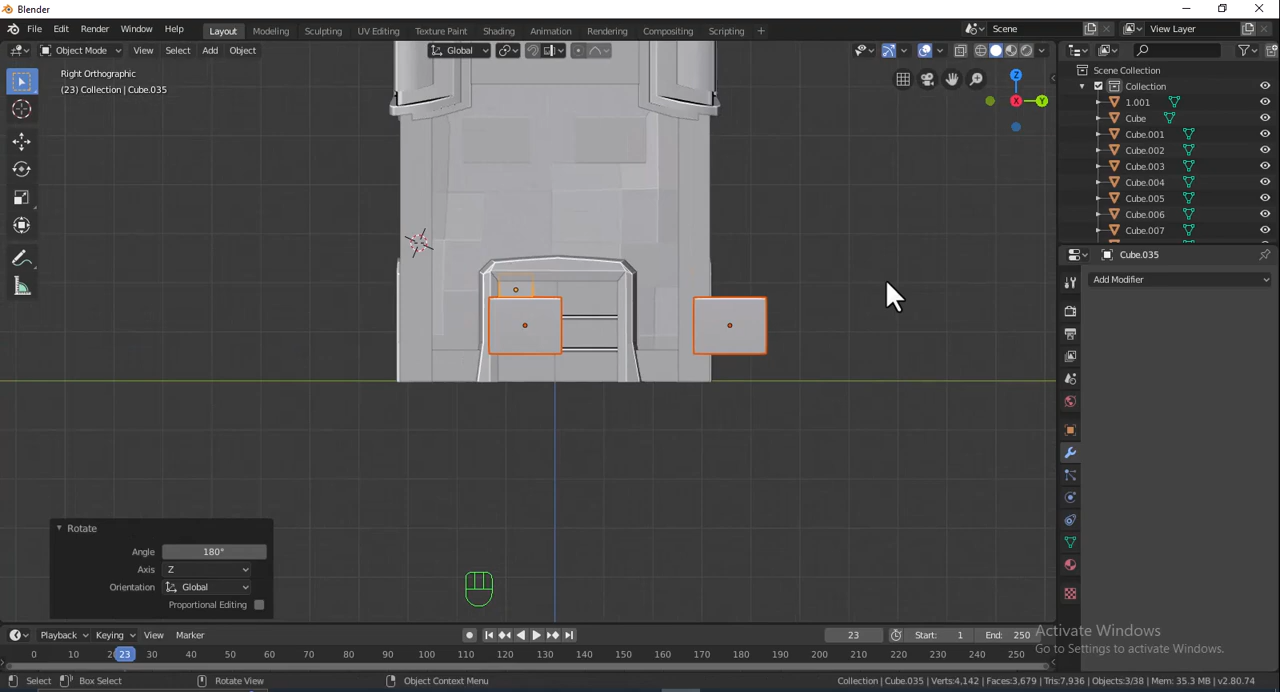 Blender
File Edit Render Window Help Layout Modeling Sculpting UV Editing Texture Paint Shading Animation Rendering Compositing Scripting + Scene View Layer
Object Mode View Select Add Object Global
Right Orthographic
(23) Collection | Cube.035
Z
X
Y
Scene Collection
Collection
1.001
Cube
Cube.001
Cube.002
Cube.003
Cube.004
Cube.005
Cube.006
Cube.007
Cube.035
Add Modifier
Rotate
Angle 180°
Axis Z
Orientation Global
Proportional Editing
Activate Windows
Go to Settings to activate Windows.
Playback Keying View Marker 23 Start: 1 End: 250
0 10 23 30 40 50 60 70 80 90 100 110 120 130 140 150 160 170 180 190 200 210 220 230 240 250
Select Box Select Rotate View Object Context Menu Collection | Cube.035 | Verts:4,142 | Faces:3,679 | Tris:7,936 | Objects:3/38 | Mem: 35.3 MB | v2.80.74